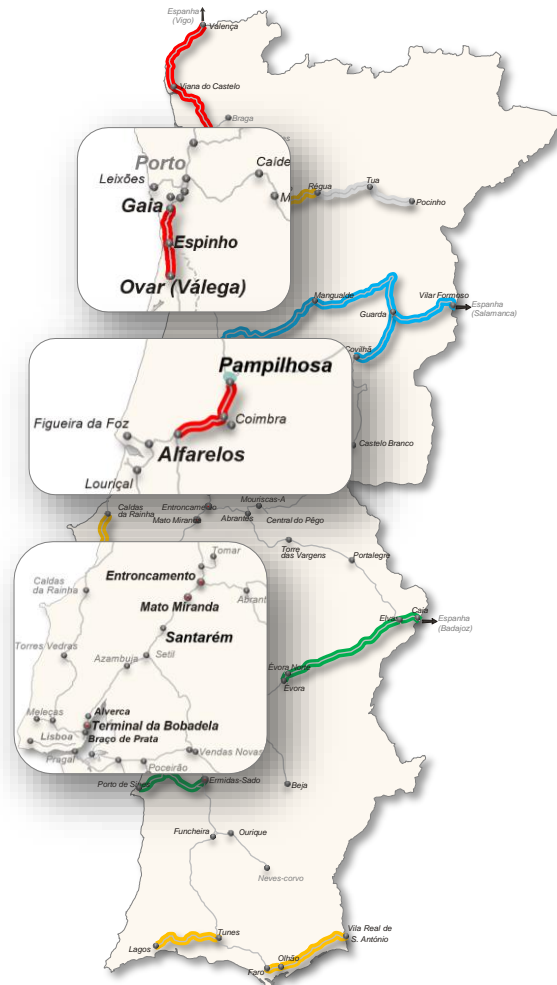 Espanha
(Vigo)
Valença
Viana do Castelo
Braga
Porto
Leixões
Caíde
Gaia
M
Régua
Tua
Pocinho
Espinho
Ovar (Válega)
Mangualde
Vilar Formoso
Guarda
Espanha
(Salamanca)
Covilhã
Pampilhosa
Figueira da Foz
Coimbra
Alfarelos
Castelo Branco
Louriçal
Caldas
da Rainha
Entroncamento
Mato Miranda
Mouriscas-A
Abrantes
Central do Pêgo
Torre
das Vargens
Portalegre
Tomar
Entroncamento
Caldas
da Rainha
Mato Miranda
Abrant
Santarém
Elvas
Caia
Espanha
(Badajoz)
Torres Vedras
Azambuja
Setil
Évora Norte
Évora
Alverca
Meleças
Terminal da Bobadela
Lisboa
Braço de Prata
Pragal
Vendas Novas
Poceirão
Porto de Sines
Ermidas-Sado
Beja
Funcheira
Ourique
Neves-corvo
Lagos
Tunes
Faro
Olhão
Vila Real de
S. António